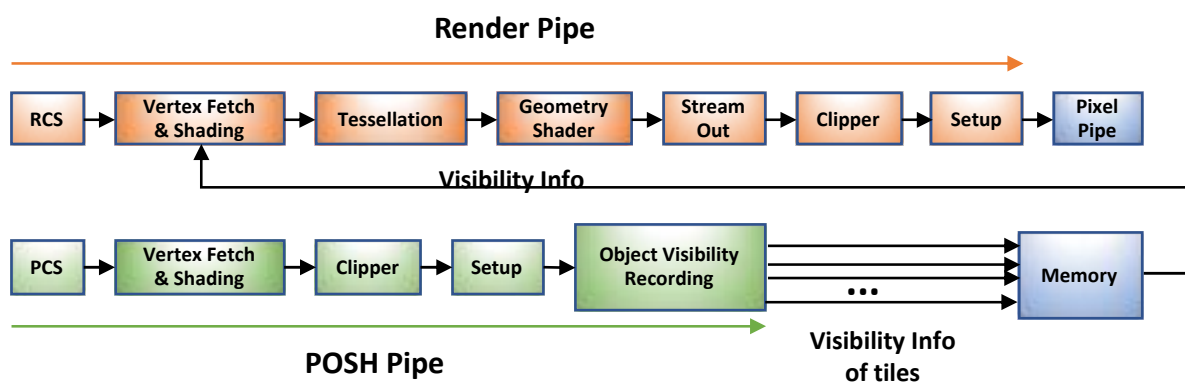 Render Pipe
RCS
Vertex Fetch
& Shading
Tessellation
Geometry
Shader
Stream
Out
Clipper
Setup
Pixel
Pipe
Visibility Info
PCS
Vertex Fetch
& Shading
Clipper
Setup
Object Visibility
Recording
...
Memory
POSH Pipe
Visibility Info
of tiles